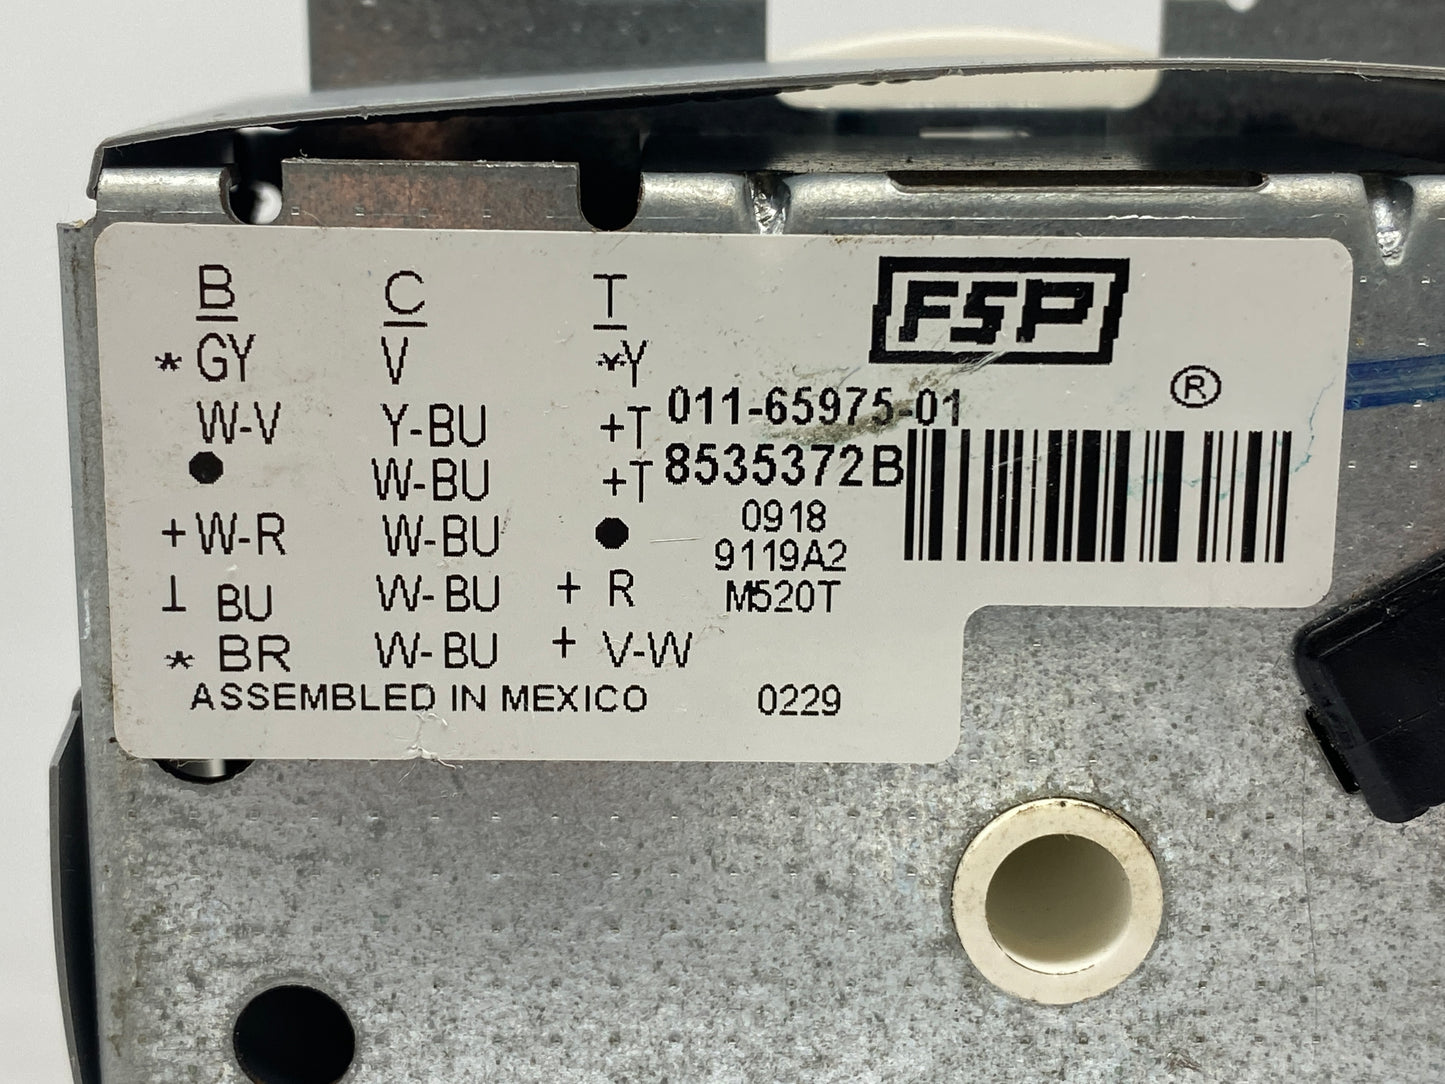 B C T FSP ®
* GY V *Y
W-V Y-BU +T 011-65975-01
● W-BU +T 8535372B
+ W-R W-BU ● 0918
9119A2
⊥ BU W-BU + R M520T
* BR W-BU + V-W
ASSEMBLED IN MEXICO 0229